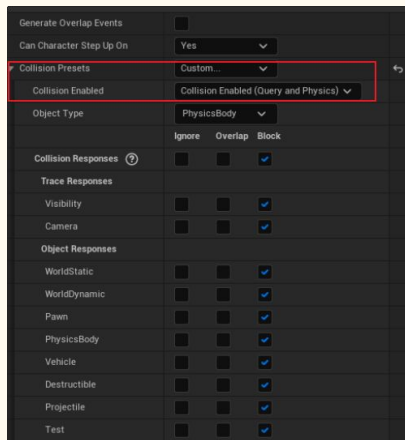 Generate Overlap Events
Can Character Step Up On Yes
Collision Presets Custom...
Collision Enabled Collision Enabled (Query and Physics)
Object Type PhysicsBody
Ignore Overlap Block
Collision Responses ?
Trace Responses
Visibility
Camera
Object Responses
WorldStatic
WorldDynamic
Pawn
PhysicsBody
Vehicle
Destructible
Projectile
Test